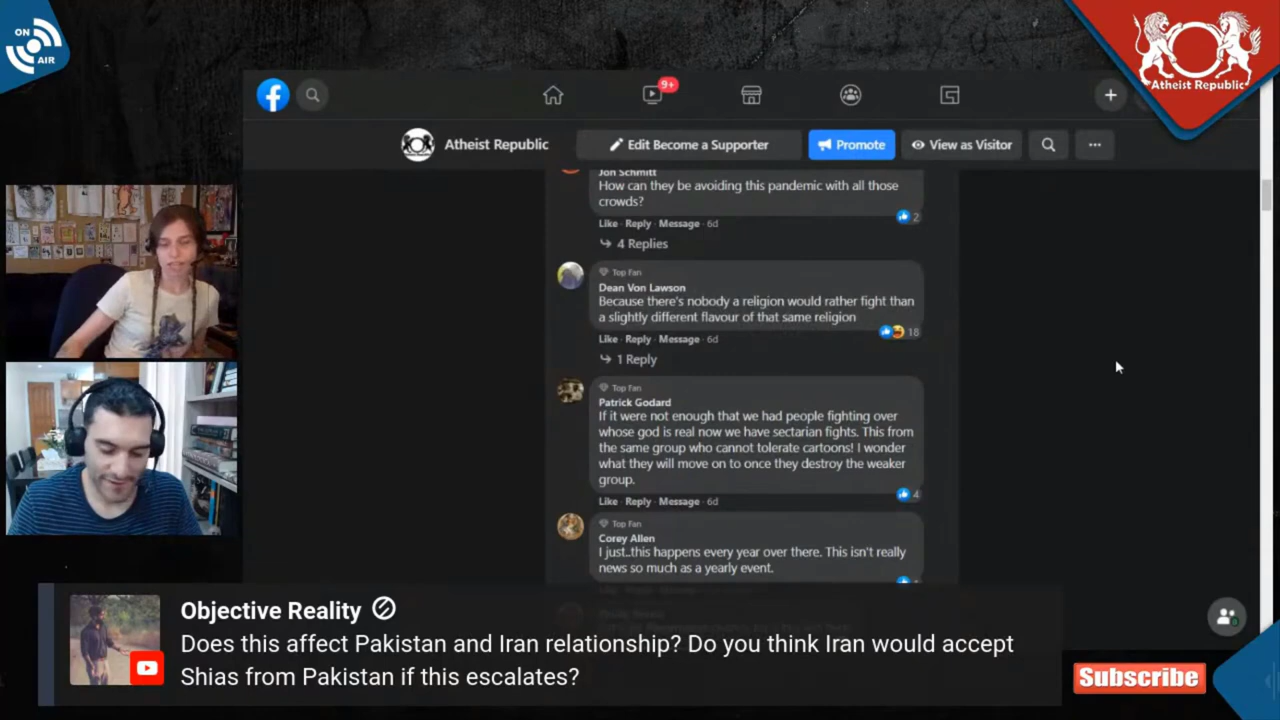 ON
AIR
Atheist Republic
9+
Atheist Republic
Edit Become a Supporter
Promote
View as Visitor
Jon Schmitt
How can they be avoiding this pandemic with all those
crowds?
2
Like · Reply · Message · 6d
4 Replies
Top Fan
Dean Von Lawson
Because there's nobody a religion would rather fight than
a slightly different flavour of that same religion
18
Like · Reply · Message · 6d
1 Reply
Top Fan
Patrick Godard
If it were not enough that we had people fighting over
whose god is real now we have sectarian fights. This from
the same group who cannot tolerate cartoons! I wonder
what they will move on to once they destroy the weaker
group.
4
Like · Reply · Message · 6d
Top Fan
Corey Allen
I just..this happens every year over there. This isn't really
news so much as a yearly event.
Objective Reality
Does this affect Pakistan and Iran relationship? Do you think Iran would accept
Shias from Pakistan if this escalates?
Subscribe